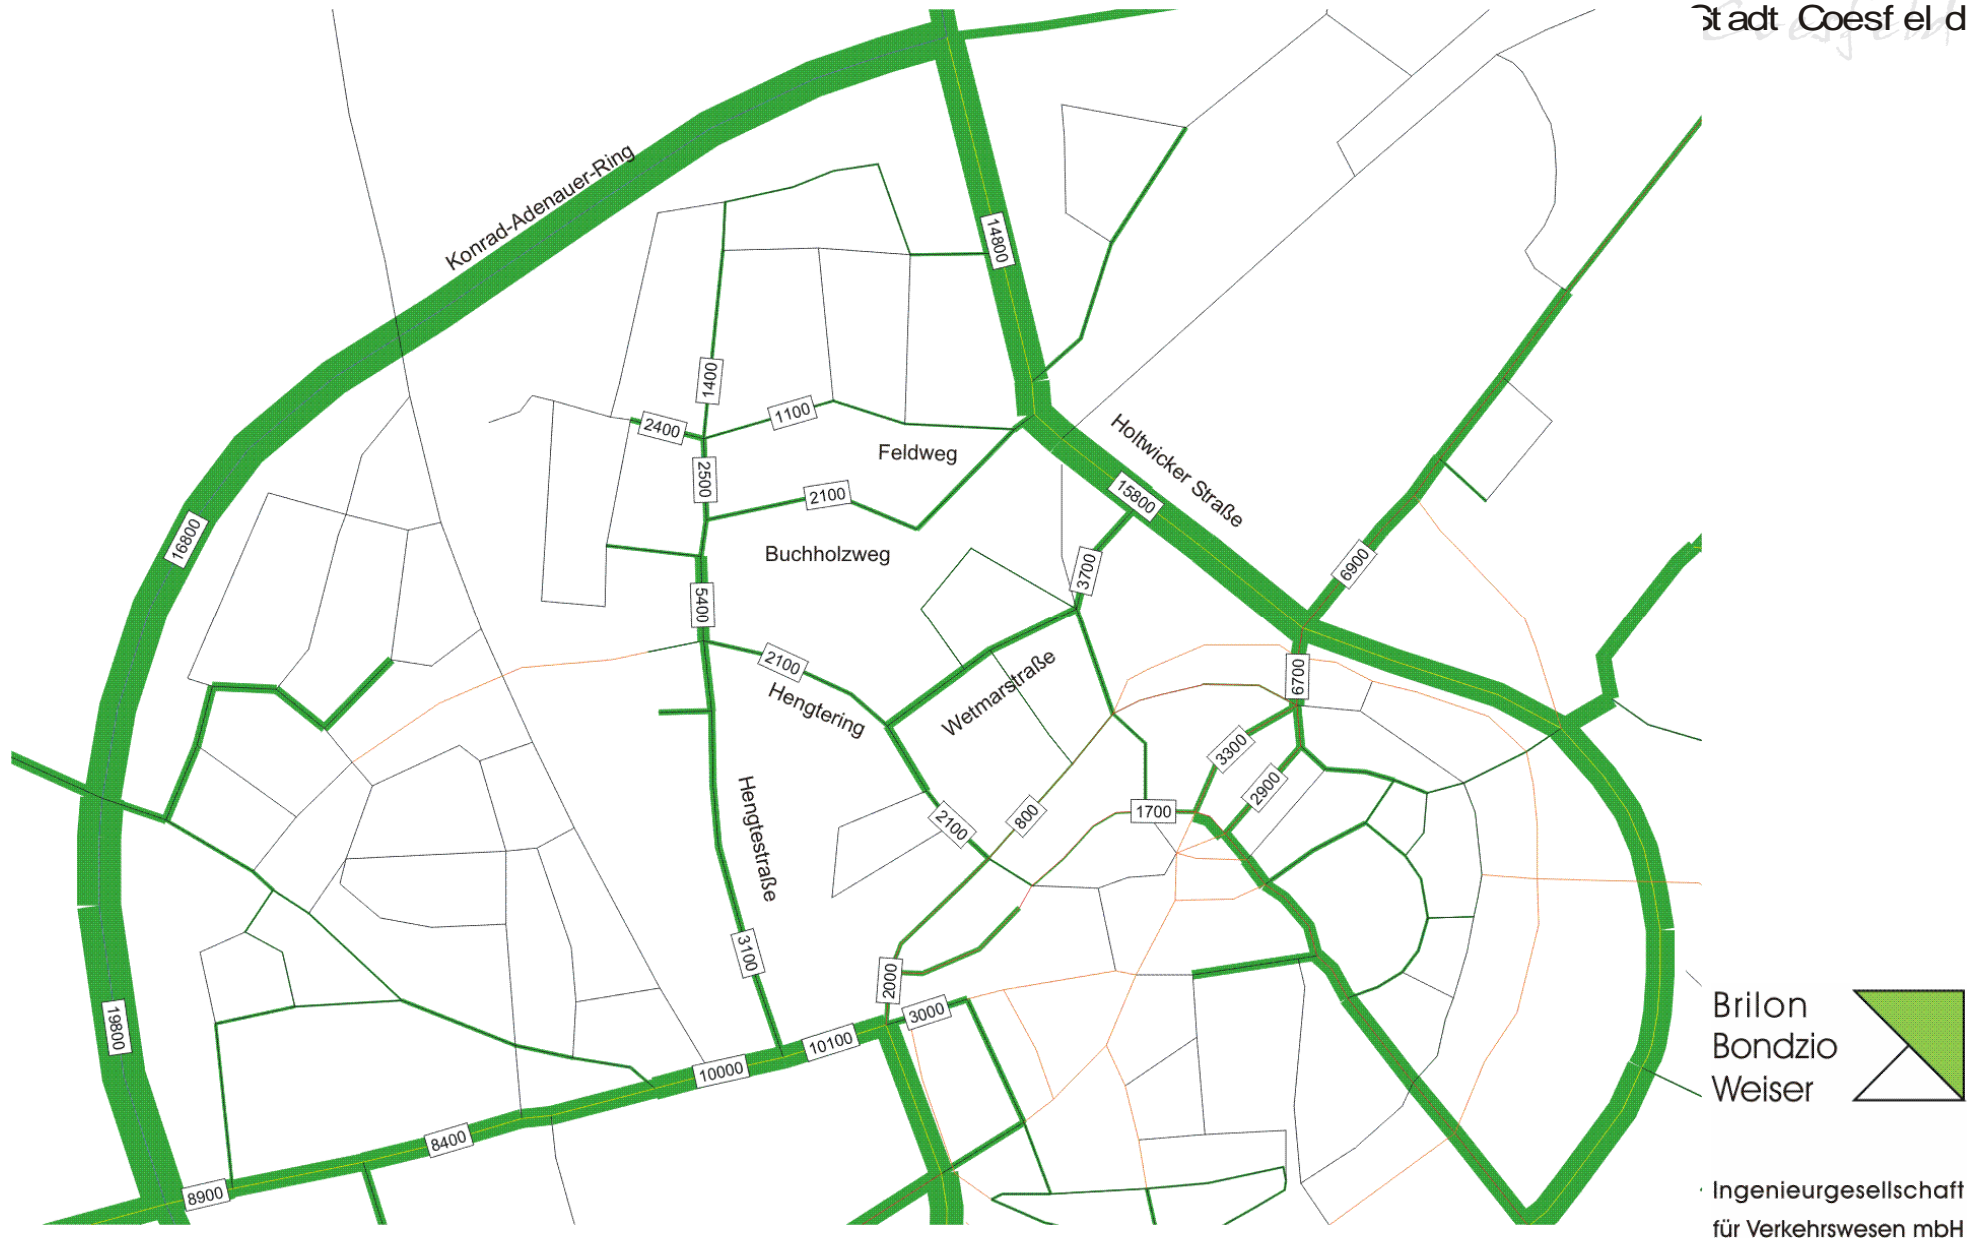 Stadt Coesfeld
Konrad-Adenauer-Ring
14800
1400
1100
2400
Feldweg
2500
2100
Holtwicker Straße
15800
16800
Buchholzweg
3700
6900
5400
2100
Hengtering
Wetmarstraße
6700
3300
2900
Hengtestraße
2100
800
1700
3100
2000
3000
19800
10100
10000
8400
8900
Brilon
Bondzio
Weiser
Ingenieurgesellschaft
für Verkehrswesen mbH